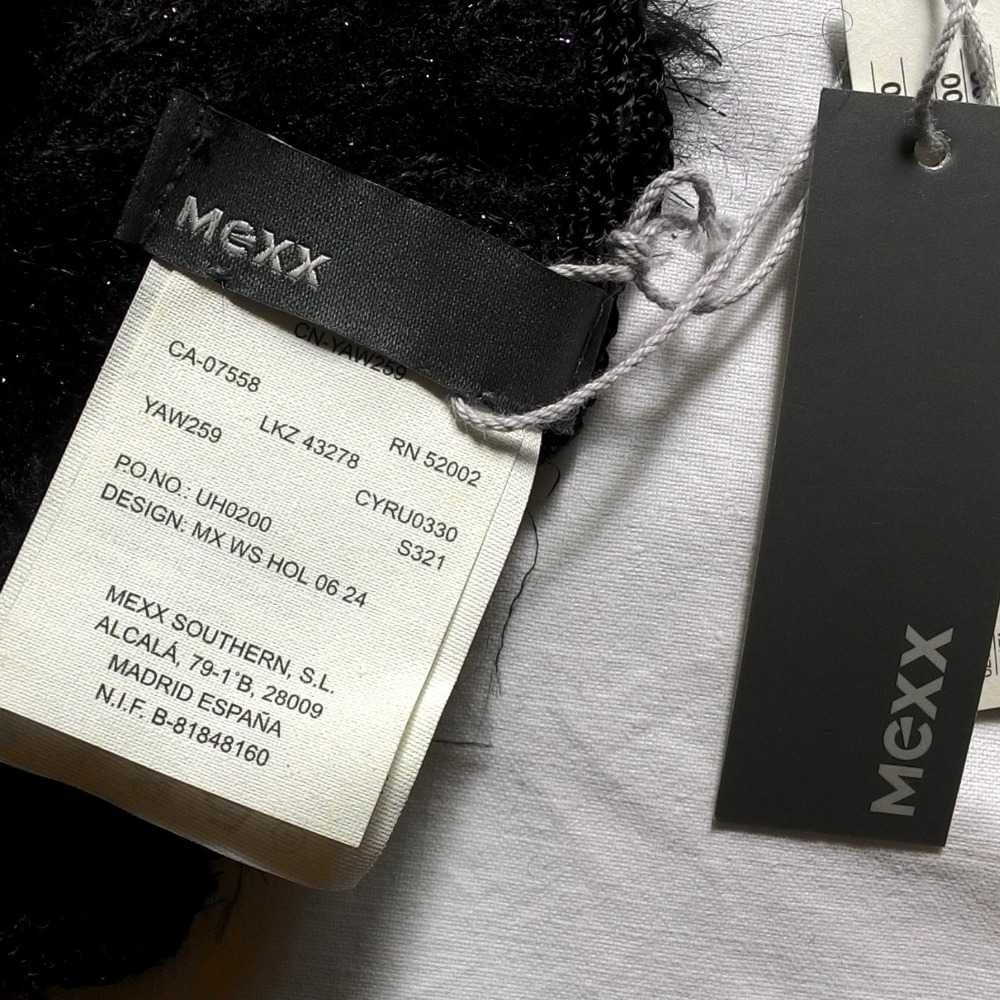 Mexx
CN-YAW259
CA-07558
YAW259 LKZ 43278 RN 52002
P.O.NO.: UH0200 CYRU0330
DESIGN: MX WS HOL 06 24 S321
MEXX SOUTHERN, S.L.
ALCALÁ, 79-1°B, 28009
MADRID ESPAÑA
N.I.F. B-81848160
Mexx